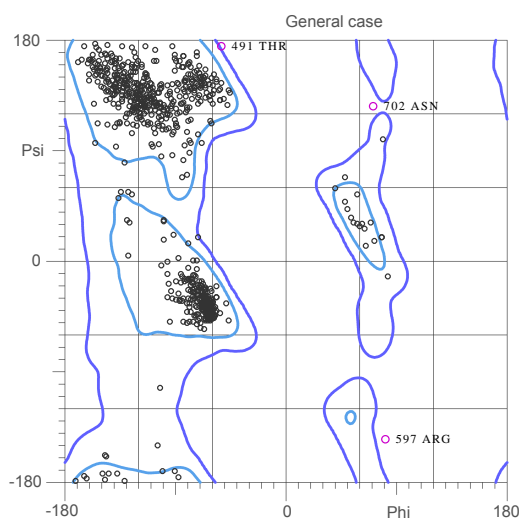 General case
180
491 THR
702 ASN
Psi
0
597 ARG
-180
-180
0
Phi
180